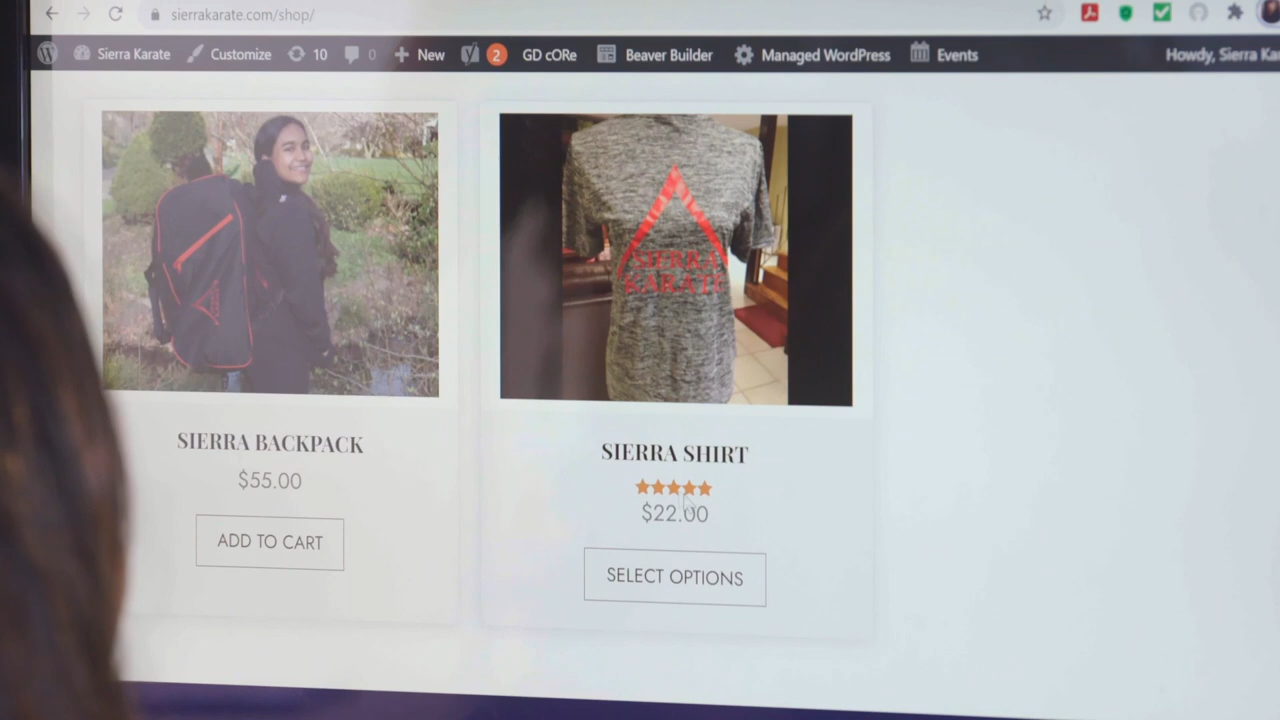 sierrakarate.com/shop/
Sierra Karate Customize 10 0 New 2 GD cORe Beaver Builder Managed WordPress Events Howdy, Sierra Ka
SIERRA
KARATE
SIERRA BACKPACK
$55.00
ADD TO CART
SIERRA SHIRT
$22.00
SELECT OPTIONS